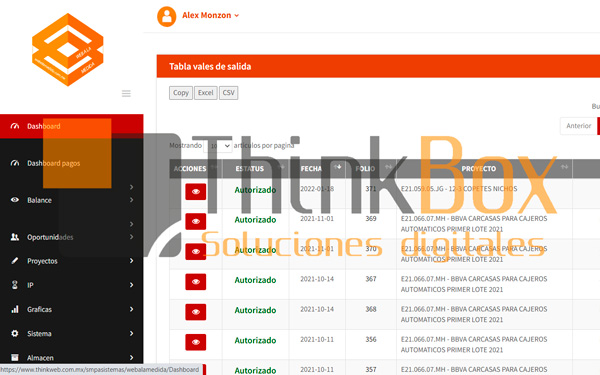 Alex Monzon
WEB A LA
MEDIDA
Tabla vales de salida
Copy Excel CSV
Anterior
Mostrando 10 artículos por pagina
ACCIONES ESTATUS FECHA FOLIO PROYECTO
Autorizado 2022-01-18 371 E21.059.05.JG - 12-3 COPETES NICHOS
Autorizado 2021-11-01 369 E21.066.07.MH - BBVA CARCASAS PARA CAJEROS
AUTOMATICOS PRIMER LOTE 2021
Autorizado 2021-11-01 370 E21.066.07.MH - BBVA CARCASAS PARA CAJEROS
AUTOMATICOS PRIMER LOTE 2021
Autorizado 2021-10-14 367 E21.066.07.MH - BBVA CARCASAS PARA CAJEROS
AUTOMATICOS PRIMER LOTE 2021
Autorizado 2021-10-14 368 E21.066.07.MH - BBVA CARCASAS PARA CAJEROS
AUTOMATICOS PRIMER LOTE 2021
Autorizado 2021-10-11 356 E21.066.07.MH - BBVA CARCASAS PARA CAJEROS
AUTOMATICOS PRIMER LOTE 2021
Autorizado 2021-10-11 357 E21.066.07.MH - BBVA CARCASAS PARA CAJEROS
Dashboard
Dashboard pagos
Balance
Oportunidades
Proyectos
IP
Graficas
Sistema
Almacen
https://www.thinkweb.com.mx/smpasistemas/webalamedida/Dashboard
ThinkBox
Soluciones digitales